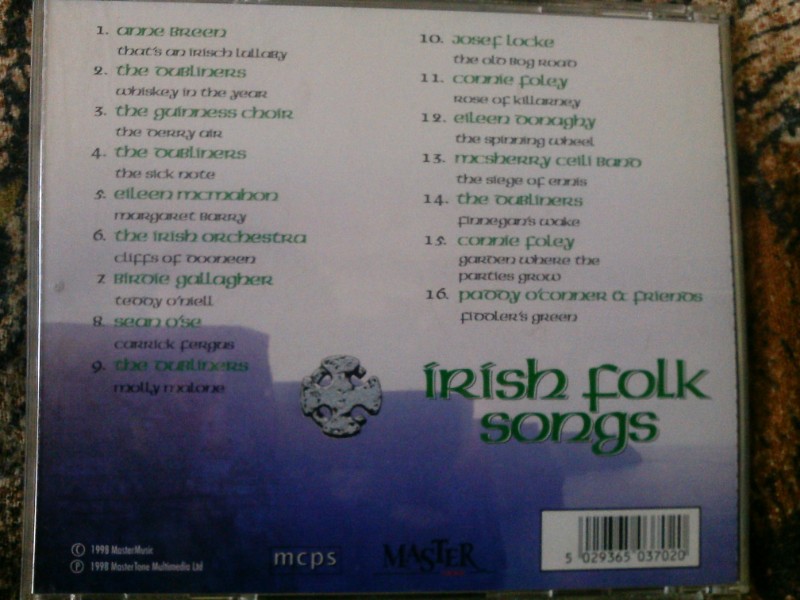 1. anne breen
that's an irisch lullaby
2. the dubliners
whiskey in the year
3. the guinness choir
the derry air
4. the dubliners
the sick note
5. eileen mcmahon
margaret barry
6. the irish orchestra
cliffs of dooneen
7. birdie gallagher
teddy o'niell
8. sean o'se
carrick fergus
9. the dubliners
molly malone
10. josef locke
the old bog road
11. connie foley
rose of killarney
12. eileen donaghy
the spinning wheel
13. mcsherry ceili band
the siege of ennis
14. the dubliners
finnegan's wake
15. connie foley
garden where the
parties grow
16. paddy o'conner & friends
fiddler's green
irish folk
songs
© 1998 MasterMusic
℗ 1998 MasterTone Multimedia Ltd
mcps
MASTER
5 029365 037020